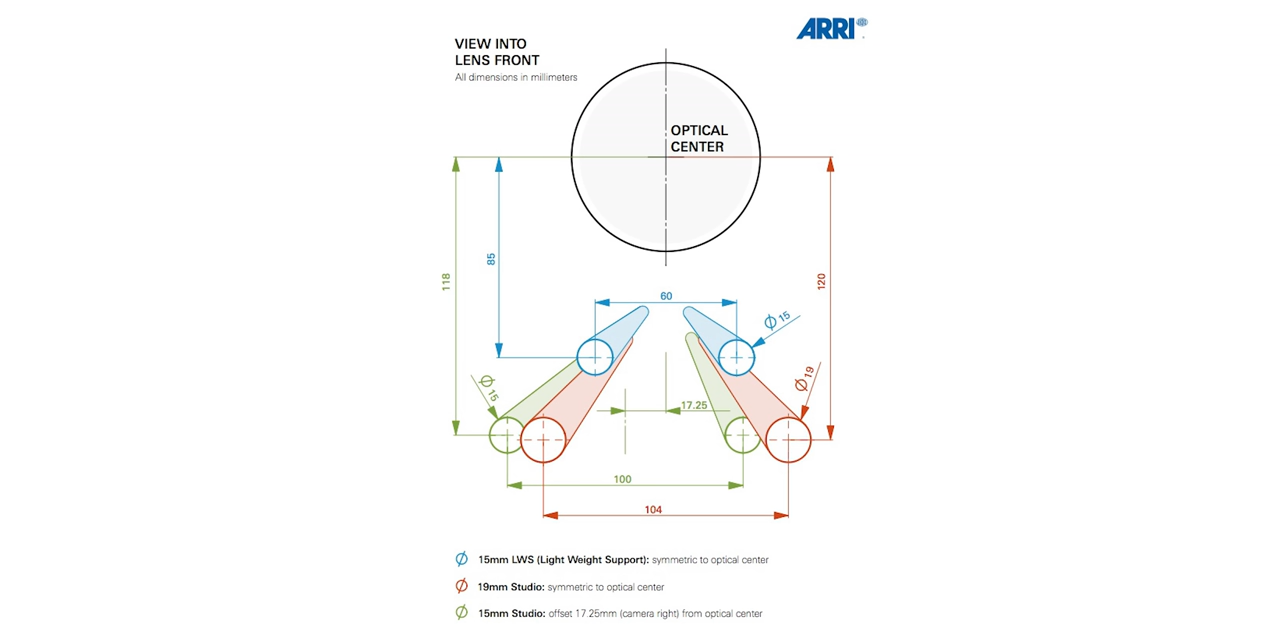 ARRI
VIEW INTO
LENS FRONT
All dimensions in millimeters
OPTICAL
CENTER
118
85
120
60
Ø 15
Ø 15
Ø 19
17.25
100
104
Ø 15mm LWS (Light Weight Support): symmetric to optical center
Ø 19mm Studio: symmetric to optical center
Ø 15mm Studio: offset 17.25mm (camera right) from optical center